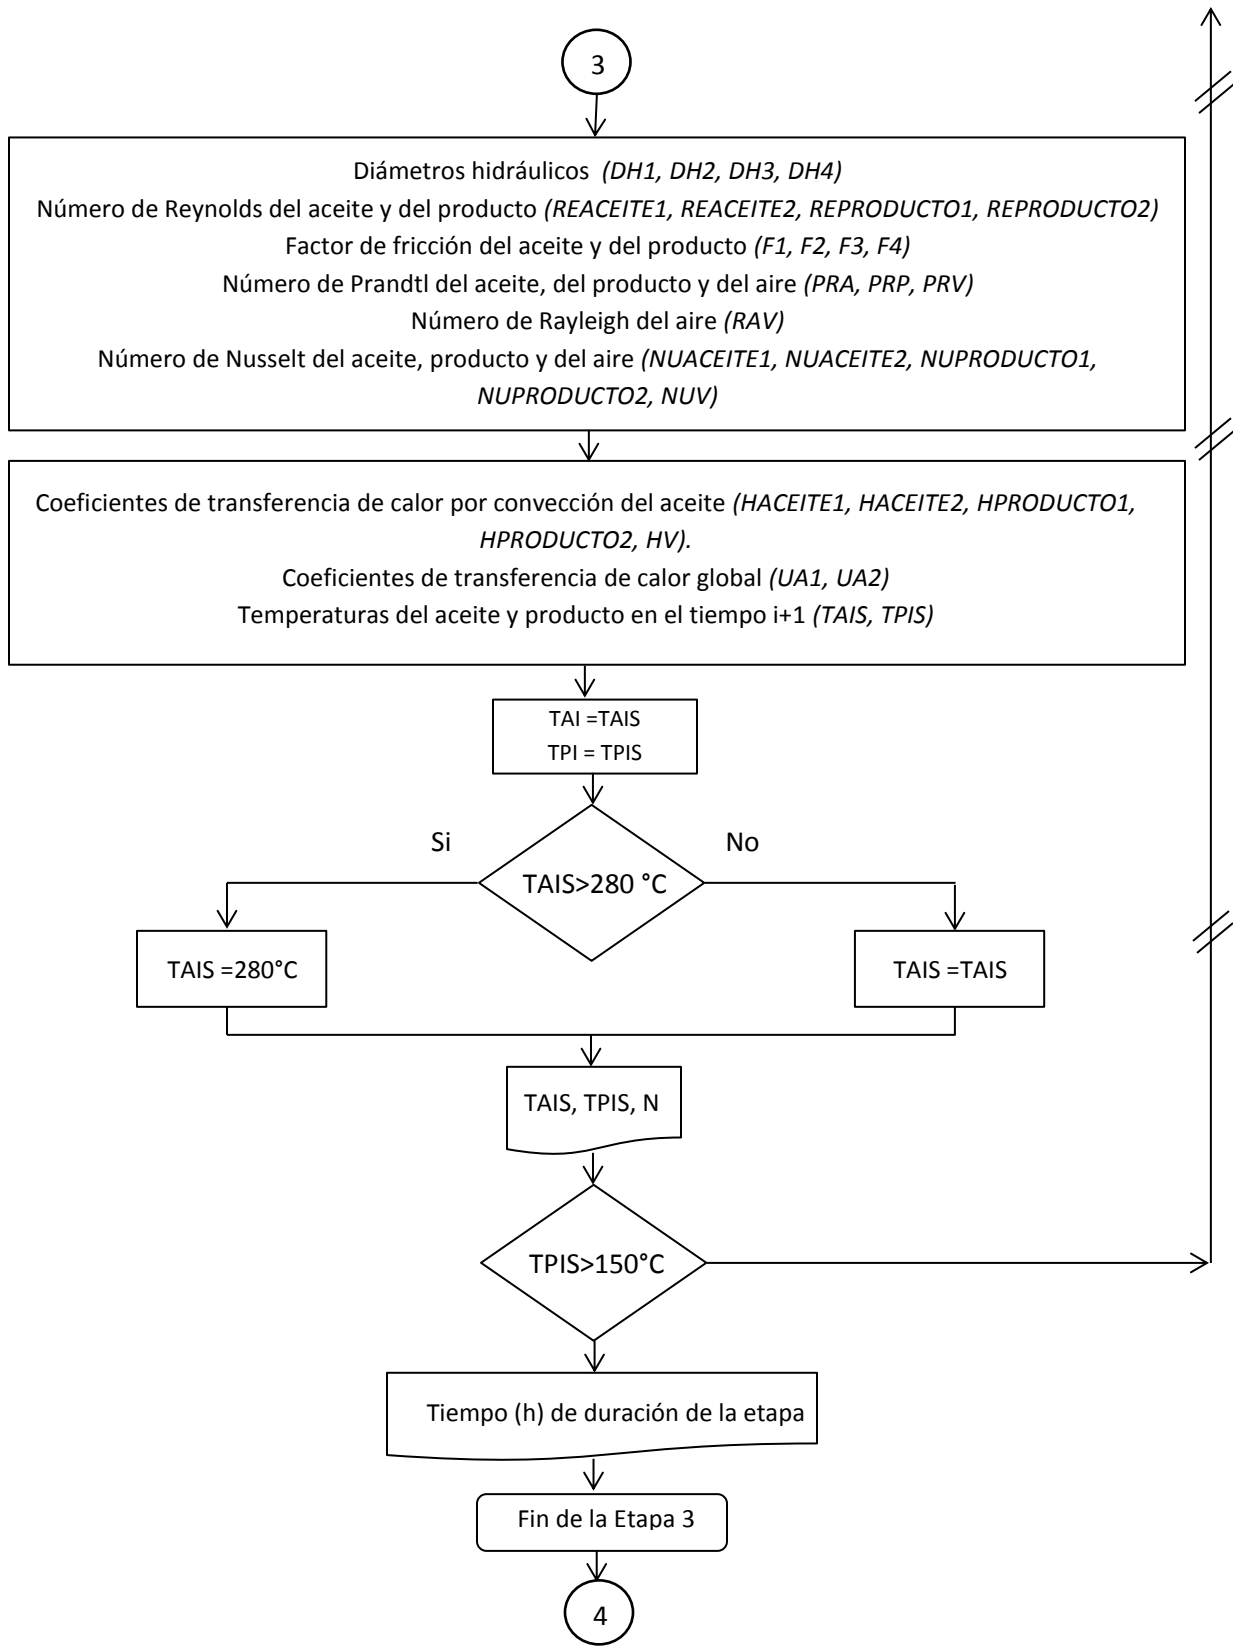 3
Diámetros hidráulicos (DH1, DH2, DH3, DH4)
Número de Reynolds del aceite y del producto (REACEITE1, REACEITE2, REPRODUCTO1, REPRODUCTO2)
Factor de fricción del aceite y del producto (F1, F2, F3, F4)
Número de Prandtl del aceite, del producto y del aire (PRA, PRP, PRV)
Número de Rayleigh del aire (RAV)
Número de Nusselt del aceite, producto y del aire (NUACEITE1, NUACEITE2, NUPRODUCTO1,
NUPRODUCTO2, NUV)
Coeficientes de transferencia de calor por convección del aceite (HACEITE1, HACEITE2, HPRODUCTO1,
HPRODUCTO2, HV).
Coeficientes de transferencia de calor global (UA1, UA2)
Temperaturas del aceite y producto en el tiempo i+1 (TAIS, TPIS)
TAI =TAIS
TPI = TPIS
Si
No
TAIS>280 °C
TAIS =280°C
TAIS =TAIS
TAIS, TPIS, N
TPIS>150°C
Tiempo (h) de duración de la etapa
Fin de la Etapa 3
4